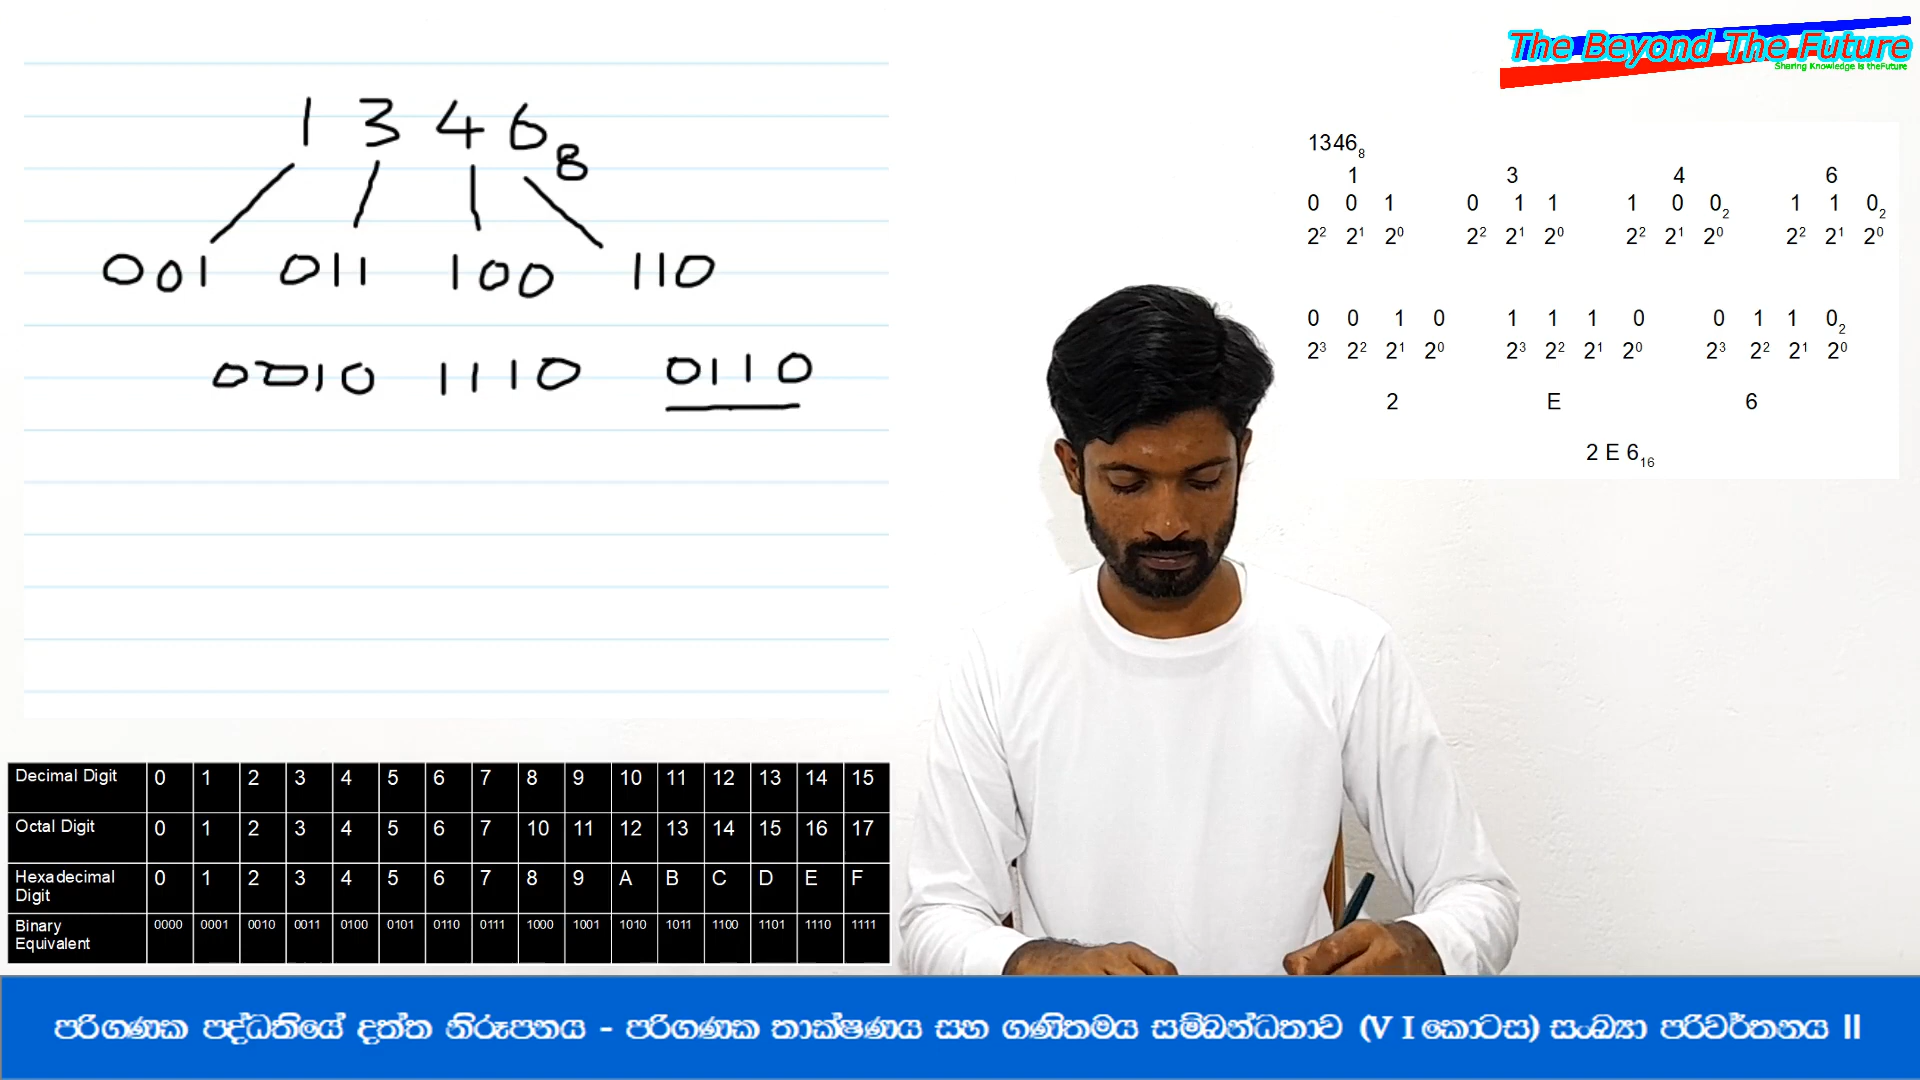 The Beyond The Future
Sharing Knowledge is theFuture
1 3 4 6 8
001 011 100 110
0010 1110 0110
1346₈
1 3 4 6
0 0 1 0 1 1 1 0 0₂ 1 1 0₂
2² 2¹ 2⁰ 2² 2¹ 2⁰ 2² 2¹ 2⁰ 2² 2¹ 2⁰
0 0 1 0 1 1 1 0 0 1 1 0₂
2³ 2² 2¹ 2⁰ 2³ 2² 2¹ 2⁰ 2³ 2² 2¹ 2⁰
2 E 6
2 E 6₁₆
Decimal Digit 0 1 2 3 4 5 6 7 8 9 10 11 12 13 14 15
Octal Digit 0 1 2 3 4 5 6 7 10 11 12 13 14 15 16 17
Hexadecimal Digit 0 1 2 3 4 5 6 7 8 9 A B C D E F
Binary Equivalent 0000 0001 0010 0011 0100 0101 0110 0111 1000 1001 1010 1011 1100 1101 1110 1111
පරිගණක පද්ධතියේ දත්ත නිරූපනය - පරිගණක තාක්ෂණය සහ ගණිතමය සම්බන්ධතාව (V I කොටස) සංඛ්‍යා පරිවර්තනය II